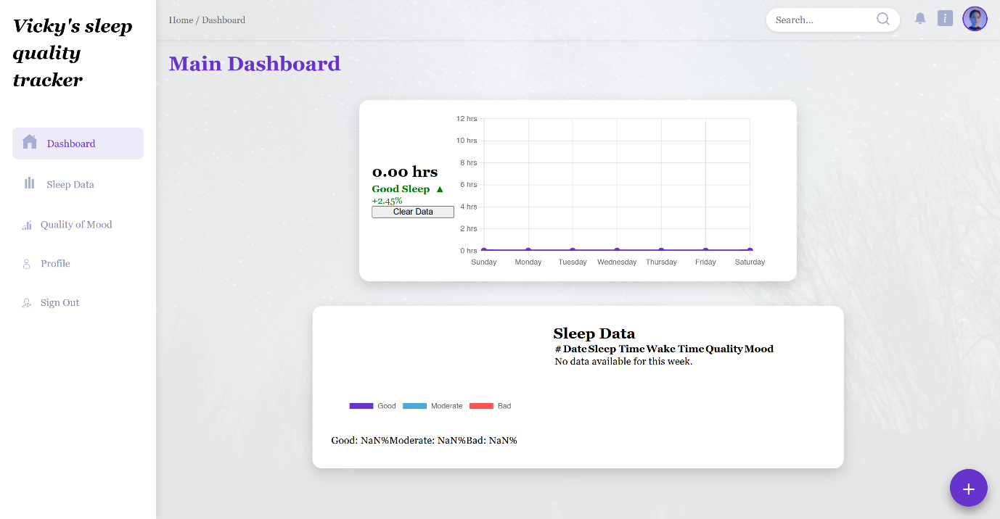 Vicky's sleep
quality
tracker
Dashboard
Sleep Data
Quality of Mood
Profile
Sign Out
Home / Dashboard
Search...
i
Main Dashboard
0.00 hrs
Good Sleep ▲
+2.45%
Clear Data
12 hrs
10 hrs
8 hrs
6 hrs
4 hrs
2 hrs
0 hrs
Sunday Monday Tuesday Wednesday Thursday Friday Saturday
Good Moderate Bad
Good: NaN%Moderate: NaN%Bad: NaN%
Sleep Data
# Date Sleep Time Wake Time Quality Mood
No data available for this week.
+